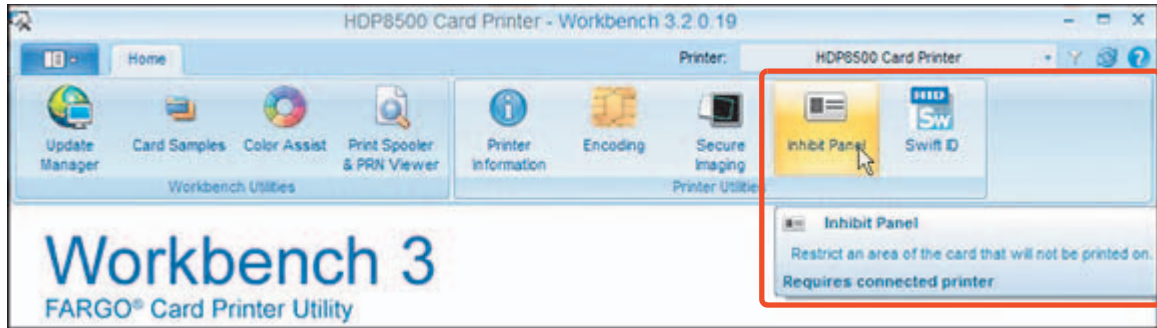 HDP8500 Card Printer - Workbench 3.2.0.19
Home
Printer: HDP8500 Card Printer
Update Manager
Card Samples
Color Assist
Print Spooler & PRN Viewer
Printer Information
Encoding
Secure Imaging
Inhibit Panel
HID Sw
Swift ID
Workbench Utilities
Printer Utilities
Inhibit Panel
Restrict an area of the card that will not be printed on.
Requires connected printer
Workbench 3
FARGO® Card Printer Utility